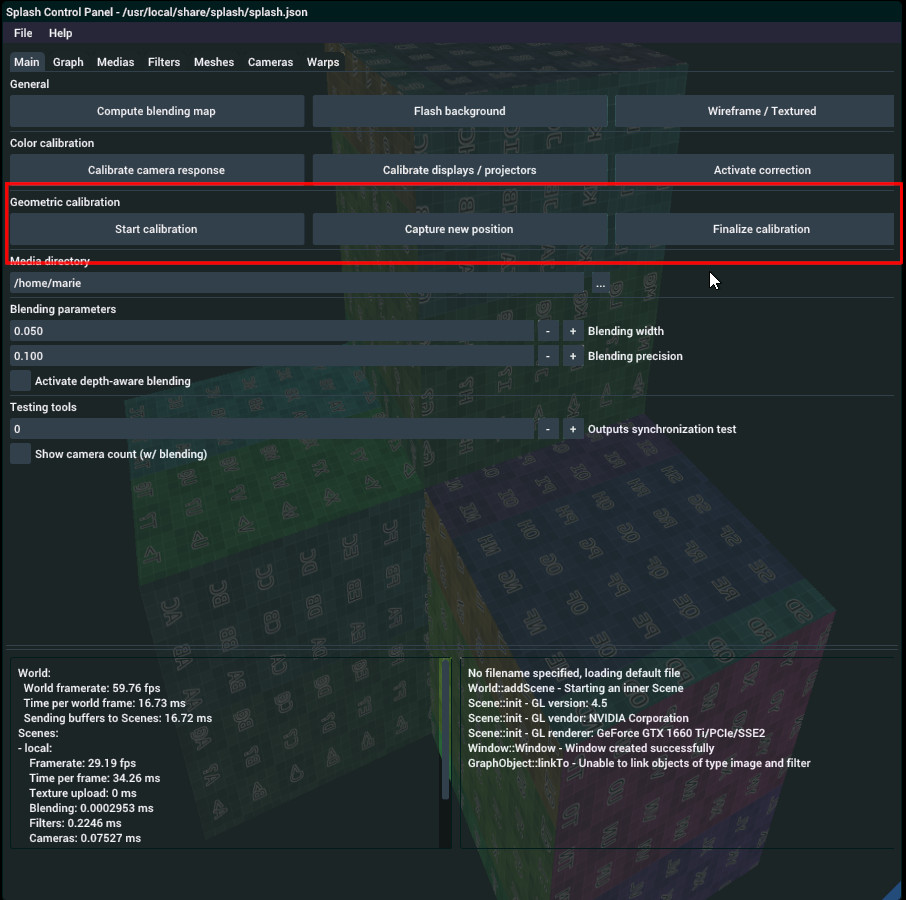 Splash Control Panel - /usr/local/share/splash/splash.json
File Help
Main Graph Medias Filters Meshes Cameras Warps
General
Compute blending map Flash background Wireframe / Textured
Color calibration
Calibrate camera response Calibrate displays / projectors Activate correction
Geometric calibration
Start calibration Capture new position Finalize calibration
Media directory
/home/marie ...
Blending parameters
0.050 - + Blending width
0.100 - + Blending precision
Activate depth-aware blending
Testing tools
0 - + Outputs synchronization test
Show camera count (w/ blending)
World:
World framerate: 59.76 fps
Time per world frame: 16.73 ms
Sending buffers to Scenes: 16.72 ms
Scenes:
- local:
Framerate: 29.19 fps
Time per frame: 34.26 ms
Texture upload: 0 ms
Blending: 0.0002953 ms
Filters: 0.2246 ms
Cameras: 0.07527 ms
No filename specified, loading default file
World::addScene - Starting an inner Scene
Scene::init - GL version: 4.5
Scene::init - GL vendor: NVIDIA Corporation
Scene::init - GL renderer: GeForce GTX 1660 Ti/PCIe/SSE2
Window::Window - Window created successfully
GraphObject::linkTo - Unable to link objects of type image and filter